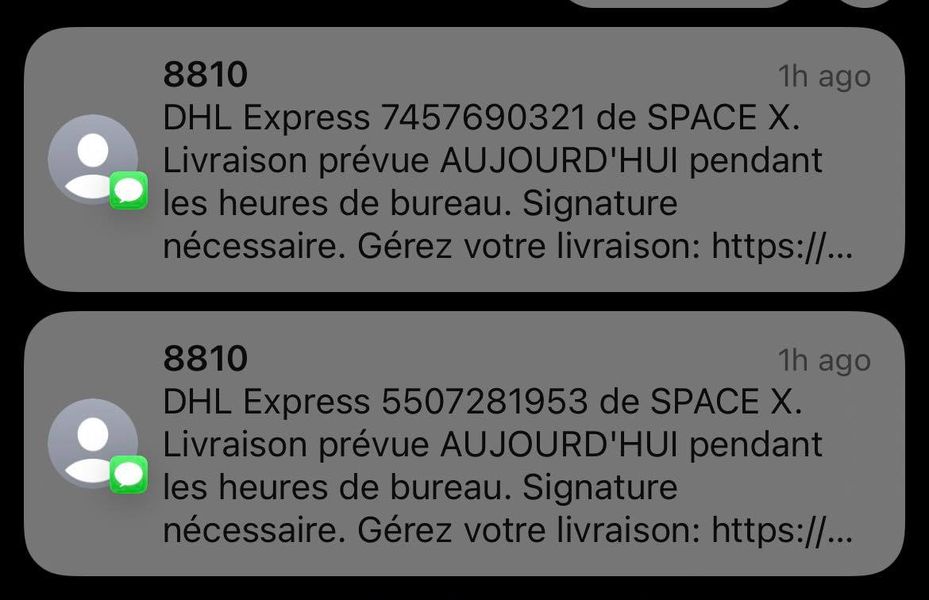 8810
1h ago
DHL Express 7457690321 de SPACE X.
Livraison prévue AUJOURD'HUI pendant
les heures de bureau. Signature
nécessaire. Gérez votre livraison: https://...
8810
1h ago
DHL Express 5507281953 de SPACE X.
Livraison prévue AUJOURD'HUI pendant
les heures de bureau. Signature
nécessaire. Gérez votre livraison: https://...